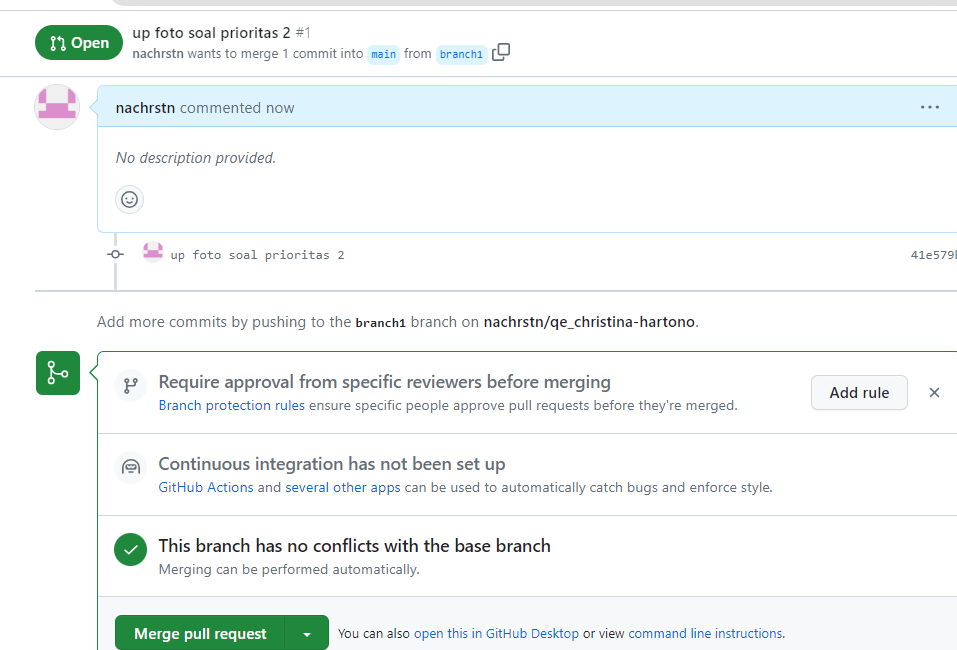 Open
up foto soal prioritas 2 #1
nachrstn wants to merge 1 commit into main from branch1
nachrstn commented now
No description provided.
up foto soal prioritas 2 41e579
Add more commits by pushing to the branch1 branch on nachrstn/qe_christina-hartono.
Require approval from specific reviewers before merging
Branch protection rules ensure specific people approve pull requests before they're merged.
Add rule
Continuous integration has not been set up
GitHub Actions and several other apps can be used to automatically catch bugs and enforce style.
This branch has no conflicts with the base branch
Merging can be performed automatically.
Merge pull request
You can also open this in GitHub Desktop or view command line instructions.